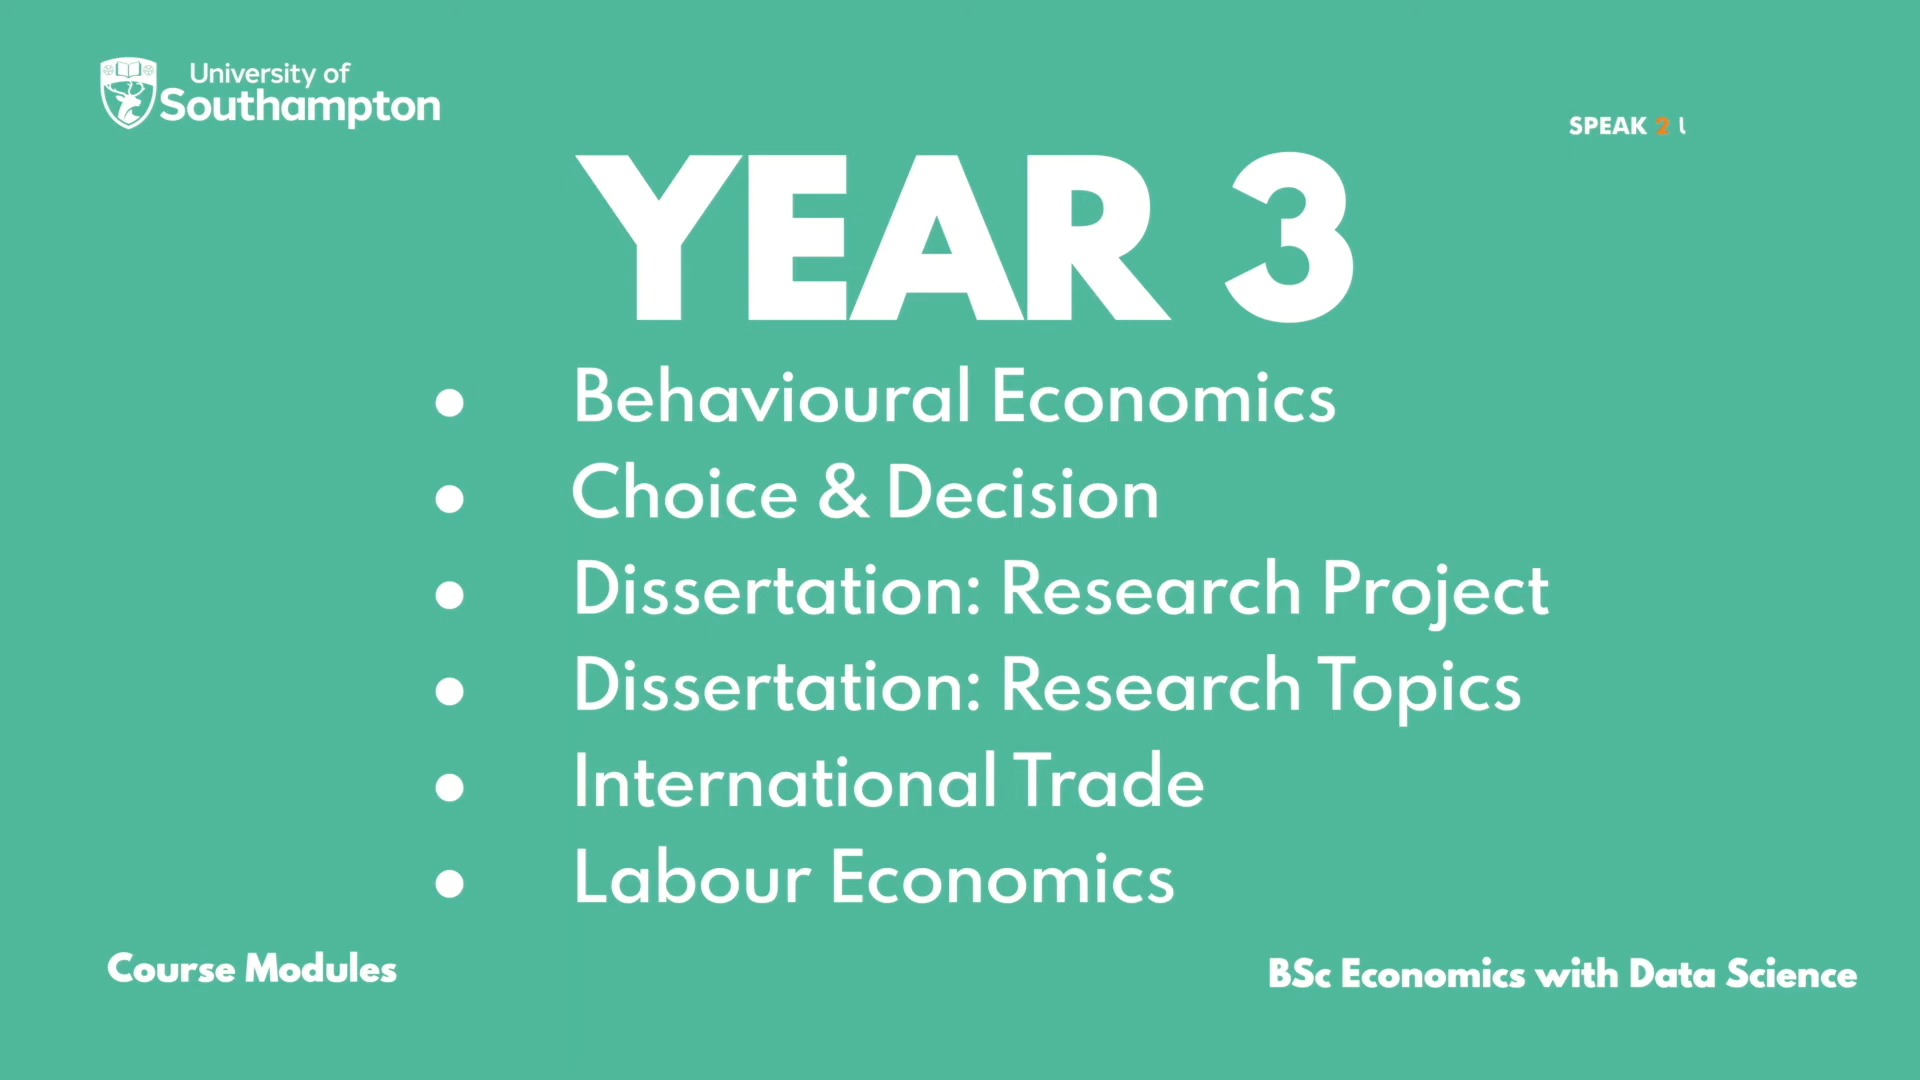 University of
Southampton
SPEAK 2
YEAR 3
● Behavioural Economics
● Choice & Decision
● Dissertation: Research Project
● Dissertation: Research Topics
● International Trade
● Labour Economics
Course Modules
BSc Economics with Data Science